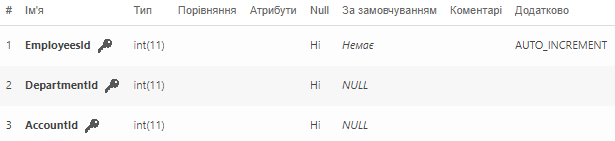 # Ім'я Тип Порівняння Атрибути Null За замовчуванням Коментарі Додатково
1 EmployeesId int(11) Ні Немає AUTO_INCREMENT
2 DepartmentId int(11) Ні NULL
3 AccountId int(11) Ні NULL